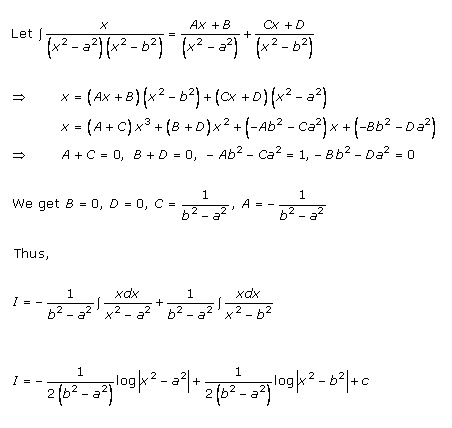 Let ∫ x / ((x² – a²)(x² – b²)) = (Ax + B) / (x² – a²) + (Cx + D) / (x² – b²)
⇒ x = (Ax + B)(x² – b²) + (Cx + D)(x² – a²)
x = (A + C)x³ + (B + D)x² + (–Ab² – Ca²)x + (–Bb² – Da²)
⇒ A + C = 0, B + D = 0, –Ab² – Ca² = 1, –Bb² – Da² = 0
We get B = 0, D = 0, C = 1 / (b² – a²), A = – 1 / (b² – a²)
Thus,
I = – 1 / (b² – a²) ∫ xdx / (x² – a²) + 1 / (b² – a²) ∫ xdx / (x² – b²)
I = – 1 / (2(b² – a²)) log|x² – a²| + 1 / (2(b² – a²)) log|x² – b²| + c